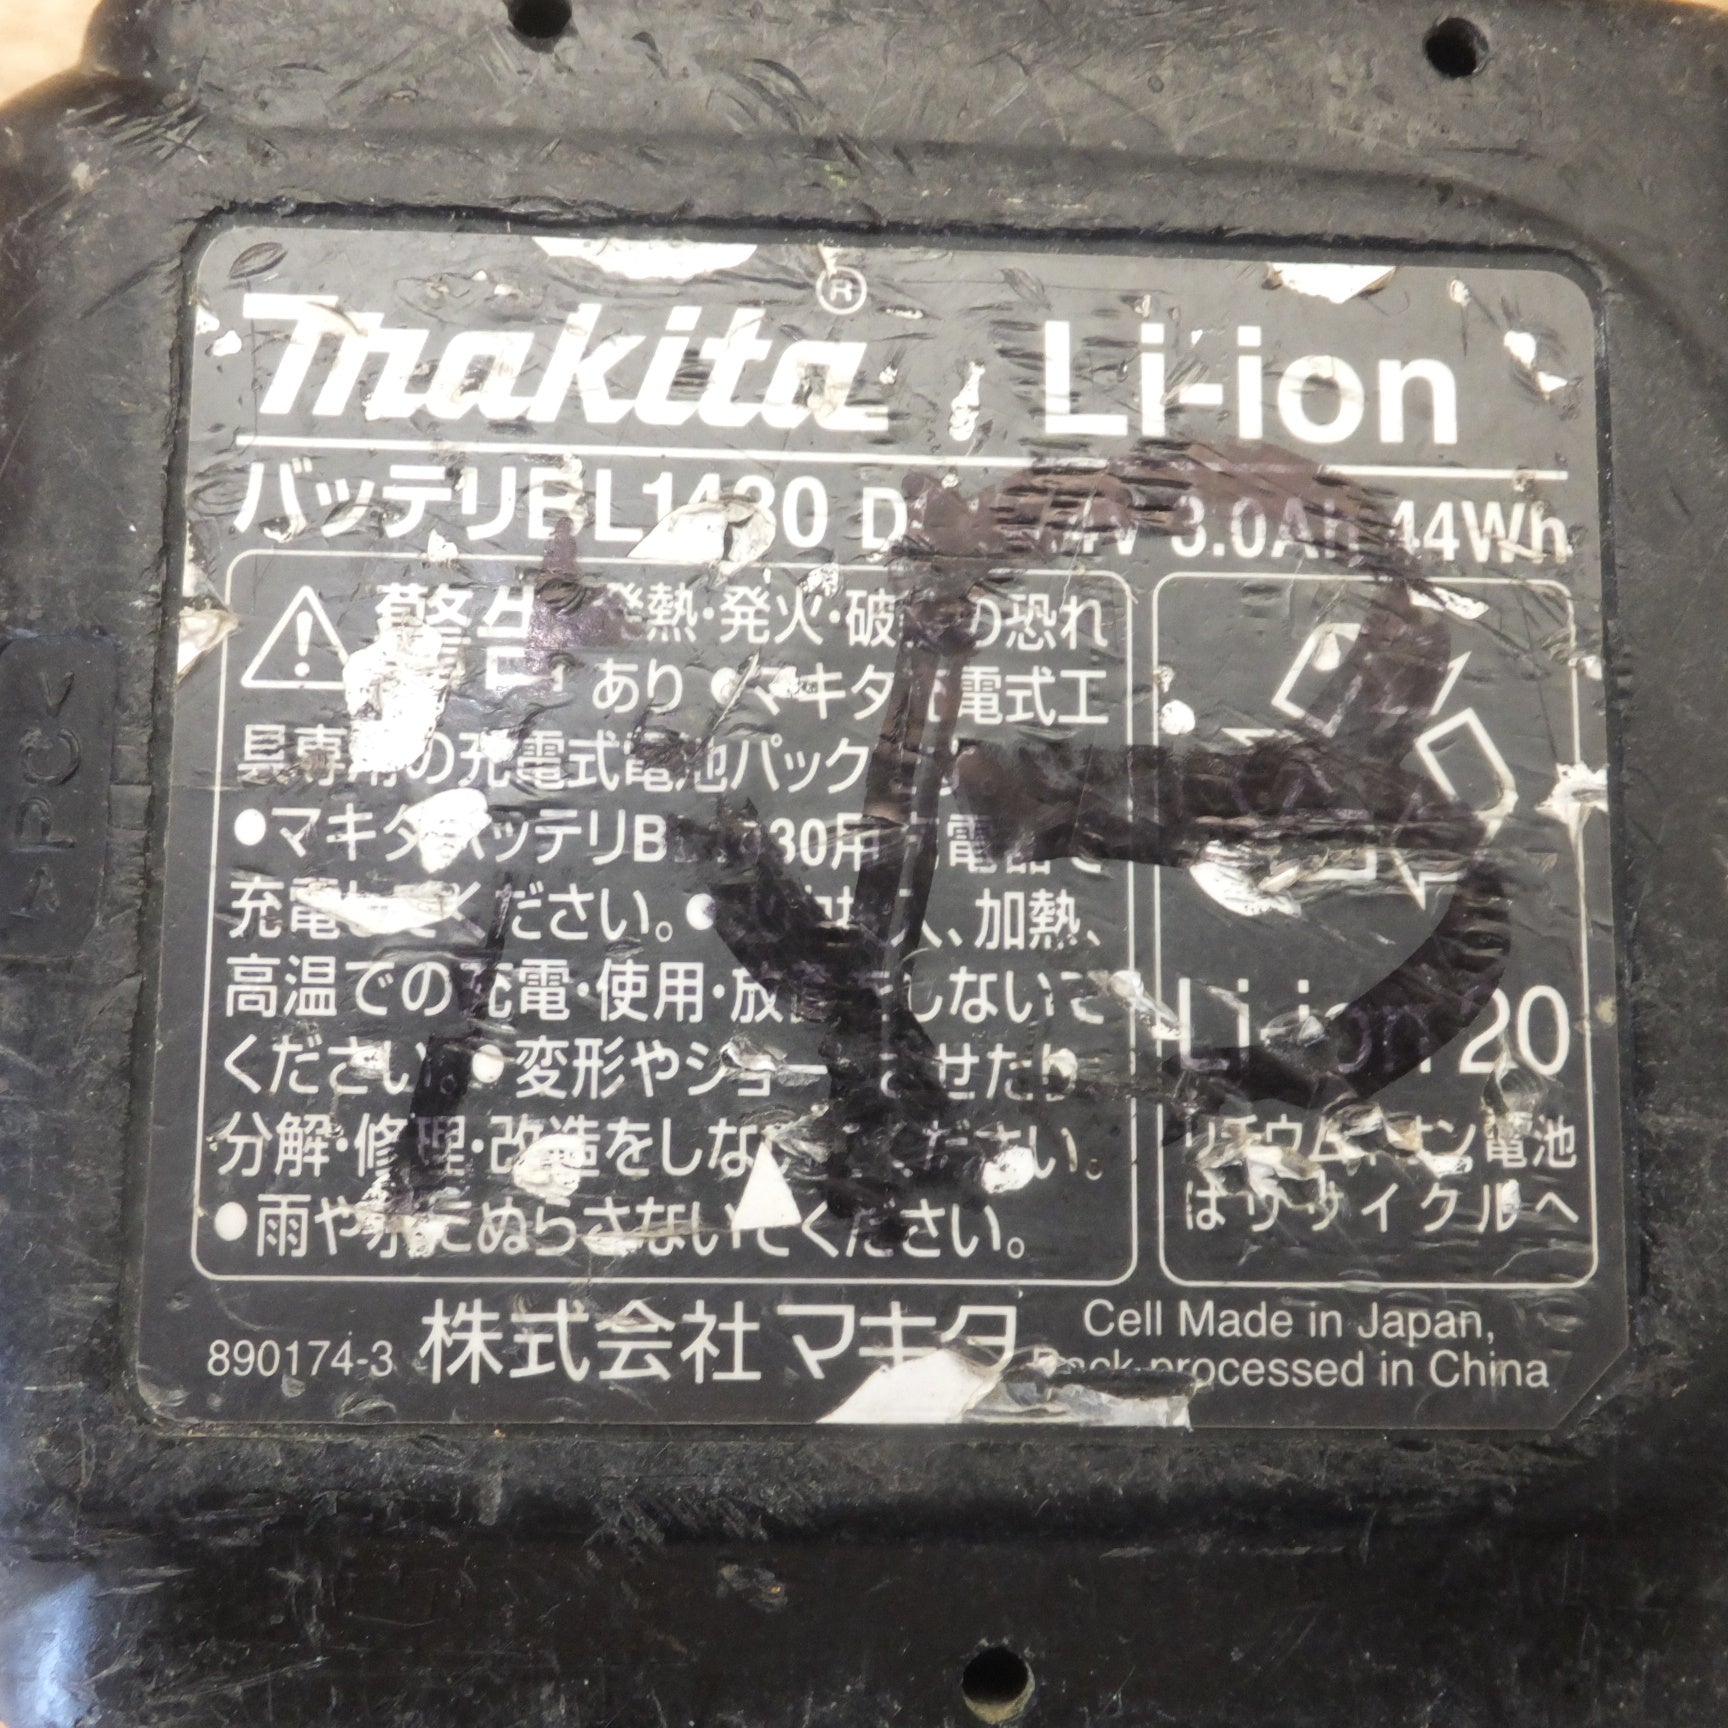 makita® Li-ion
バッテリBL1430 4V 3.0Ah 44Wh
警告 発熱・発火・破 の恐れ
あり ●マキタ充電式工
具専用の充電式電池パック
●マキタバッテリBL1430用充電器で
充電してください。● 加熱、
高温での充電・使用・放 しないで
ください。●変形やショー させたり
分解・修理・改造をしな ください。
●雨や水にぬらさないでください。
Li-ion 20
リチウムイオン電池
はリサイクルへ
890174-3 株式会社マキタ
Cell Made in Japan,
Pack processed in China
APC